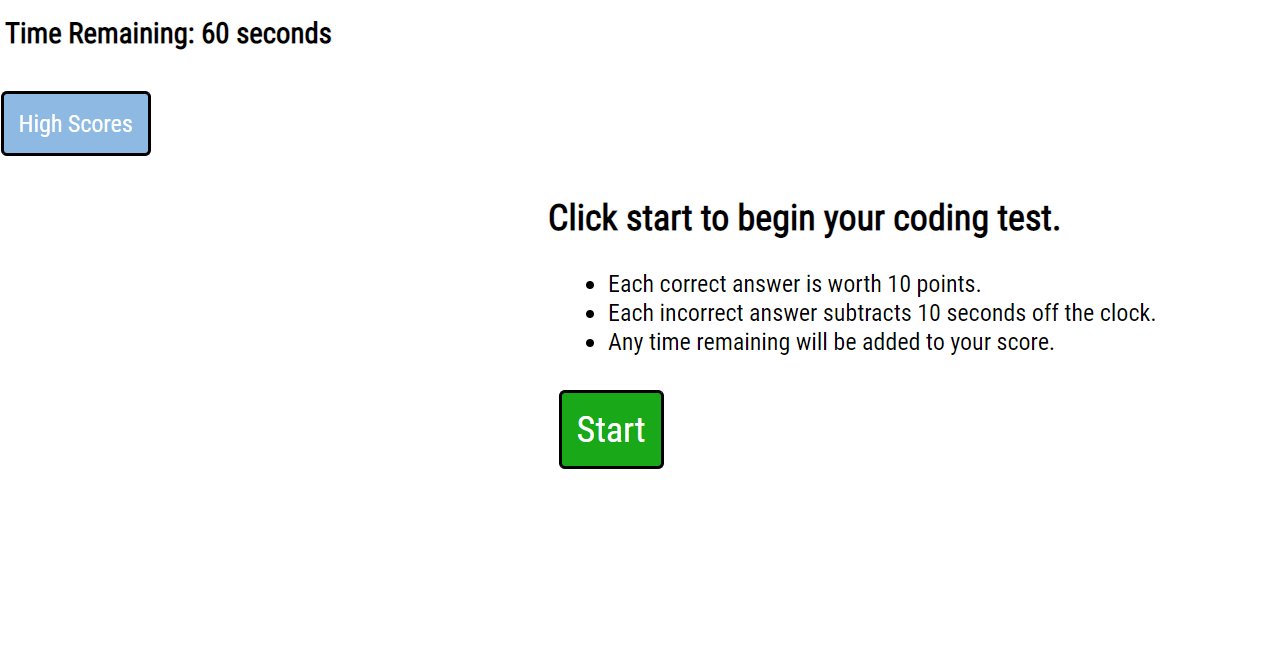 Time Remaining: 60 seconds
High Scores
Click start to begin your coding test.
Each correct answer is worth 10 points.
Each incorrect answer subtracts 10 seconds off the clock.
Any time remaining will be added to your score.
Start